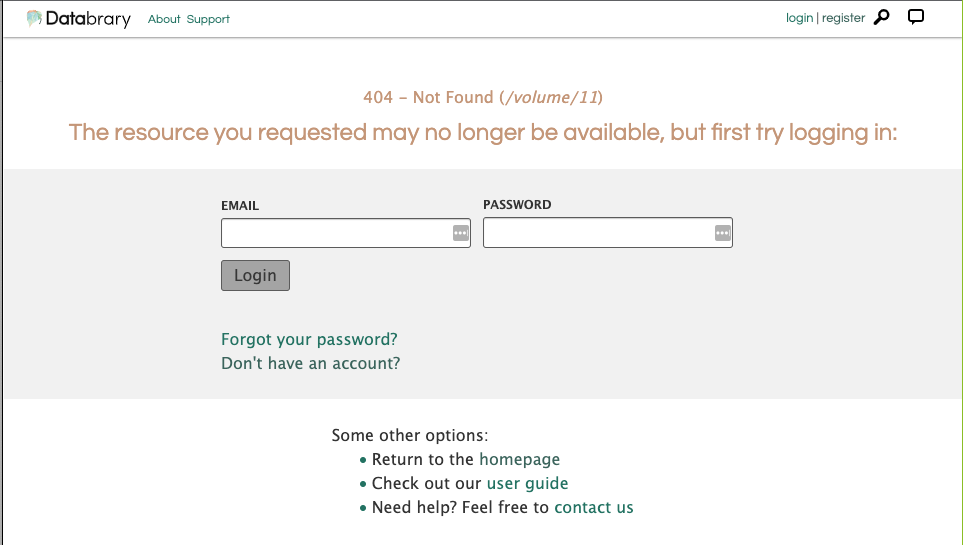 Databrary About Support login | register
404 – Not Found (/volume/11)
The resource you requested may no longer be available, but first try logging in:
EMAIL PASSWORD
Login
Forgot your password?
Don't have an account?
Some other options:
• Return to the homepage
• Check out our user guide
• Need help? Feel free to contact us